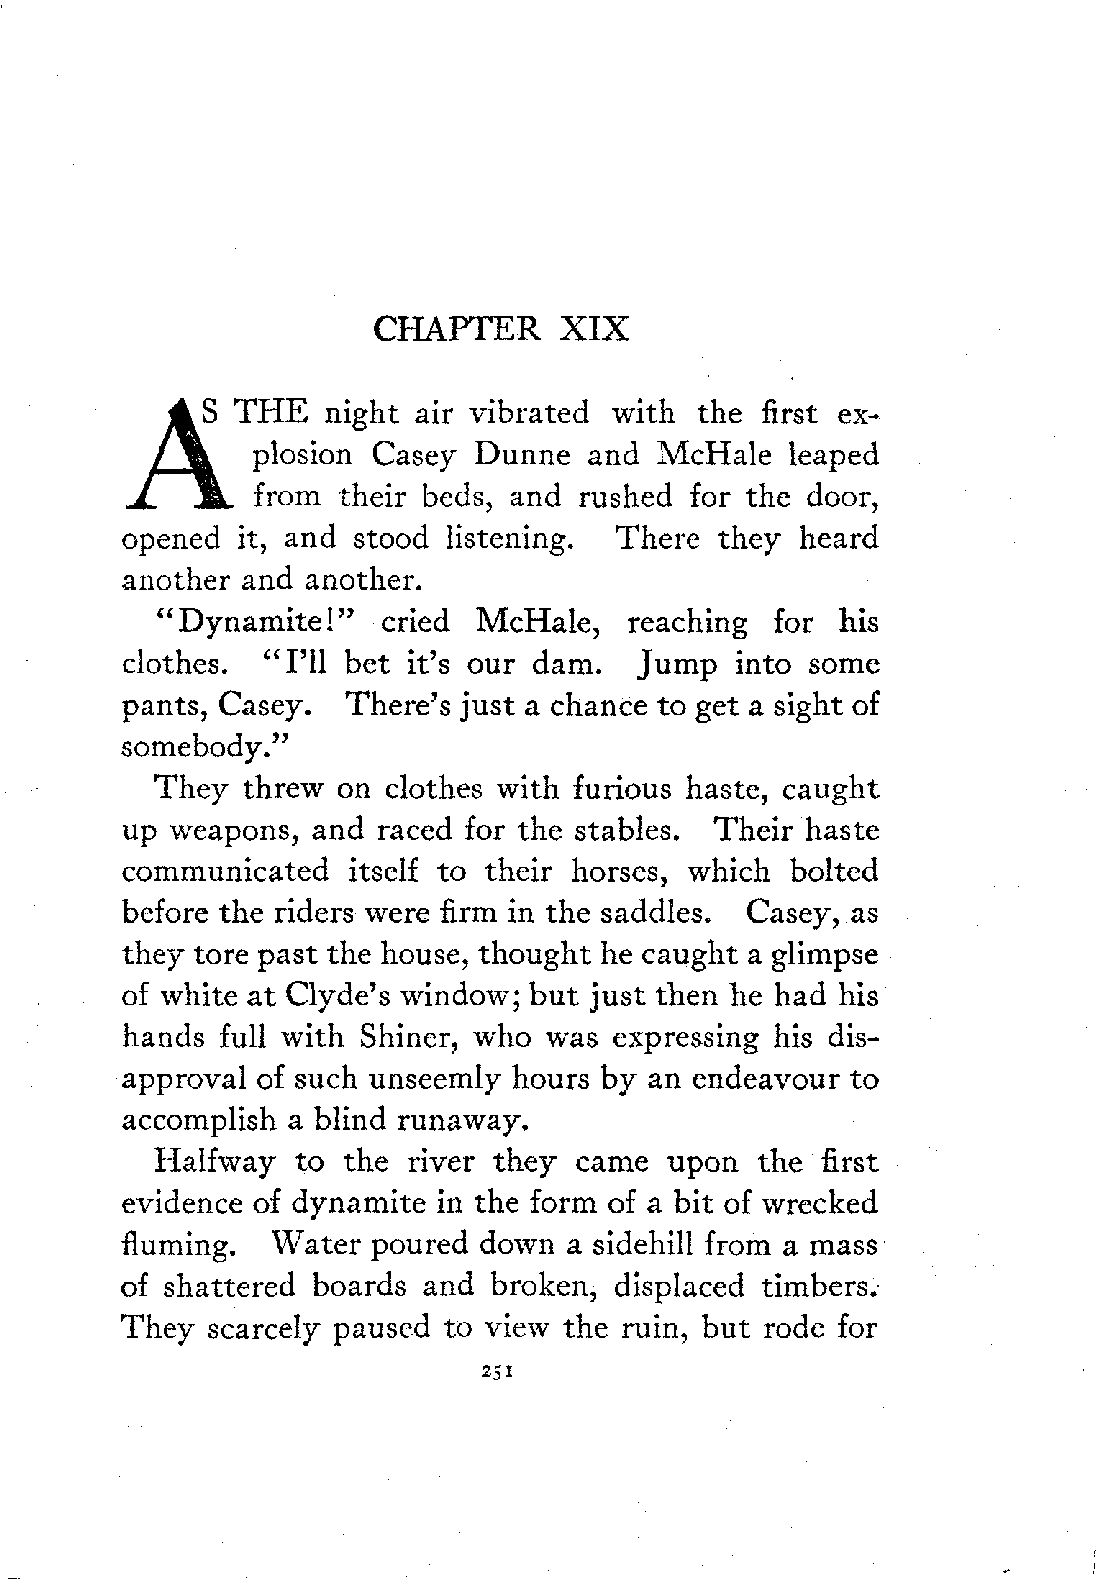 CHAPTER XIX
AS THE night air vibrated with the first ex-
plosion Casey Dunne and McHale leaped
from their beds, and rushed for the door,
opened it, and stood listening. There they heard
another and another.
"Dynamite!" cried McHale, reaching for his
clothes. "I'll bet it's our dam. Jump into some
pants, Casey. There's just a chance to get a sight of
somebody."
They threw on clothes with furious haste, caught
up weapons, and raced for the stables. Their haste
communicated itself to their horses, which bolted
before the riders were firm in the saddles. Casey, as
they tore past the house, thought he caught a glimpse
of white at Clyde's window; but just then he had his
hands full with Shiner, who was expressing his dis-
approval of such unseemly hours by an endeavour to
accomplish a blind runaway.
Halfway to the river they came upon the first
evidence of dynamite in the form of a bit of wrecked
fluming. Water poured down a sidehill from a mass
of shattered boards and broken, displaced timbers.
They scarcely paused to view the ruin, but rode for
251